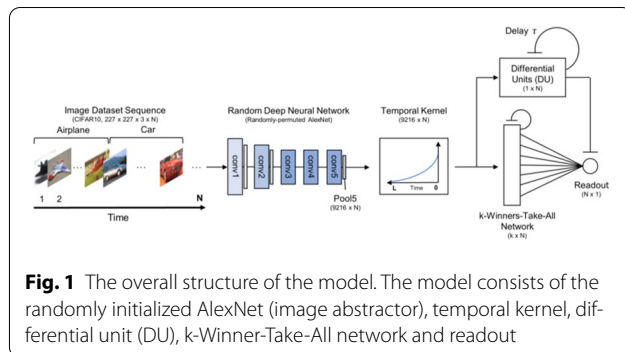 Delay τ
Differential
Units (DU)
(1 x N)
Image Dataset Sequence
(CIFAR10, 227 x 227 x 3 x N)
Airplane
Car
Random Deep Neural Network
(Randomly-permuted AlexNet)
Temporal Kernel
(9216 x N)
conv1
conv2
conv3
conv4
conv5
Pool5
(9216 x N)
L Time 0
... ... ...
1 2 N
Time
Readout
(N x 1)
k-Winners-Take-All
Network
(k x N)
Fig. 1 The overall structure of the model. The model consists of the
randomly initialized AlexNet (image abstractor), temporal kernel, dif-
ferential unit (DU), k-Winner-Take-All network and readout